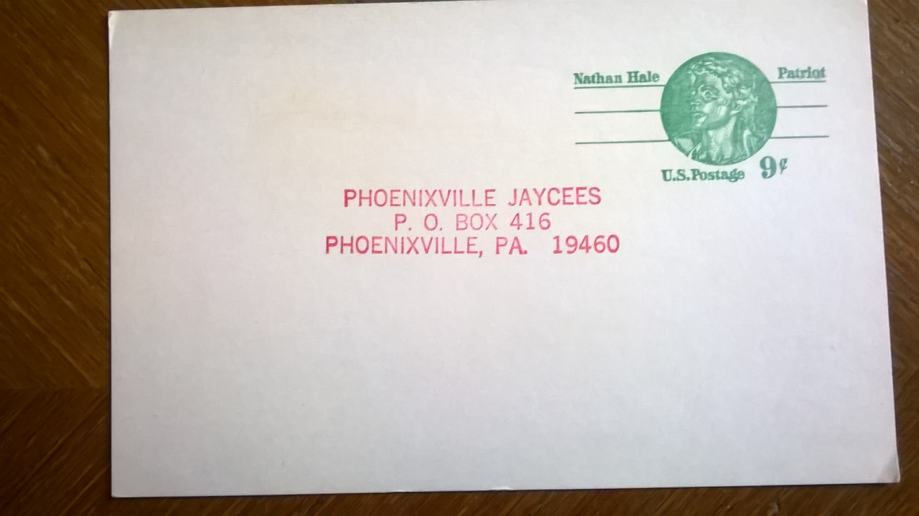 Nathan Hale Patriot
U.S. Postage 9¢
PHOENIXVILLE JAYCEES
P. O. BOX 416
PHOENIXVILLE, PA. 19460